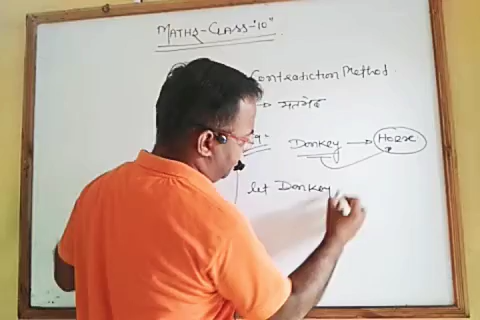 MATHS-CLASS-"10"
Contradiction Method.
→ मतभेद
Donkey → Horse
let Donkey